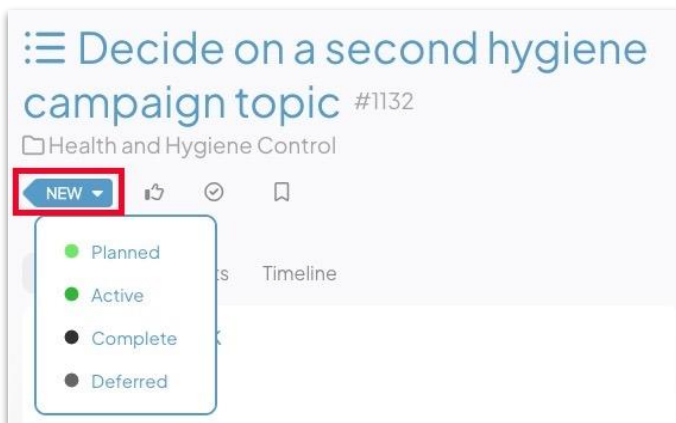 Decide on a second hygiene
campaign topic #1132
Health and Hygiene Control
NEW
Timeline
Planned
Active
Complete
Deferred